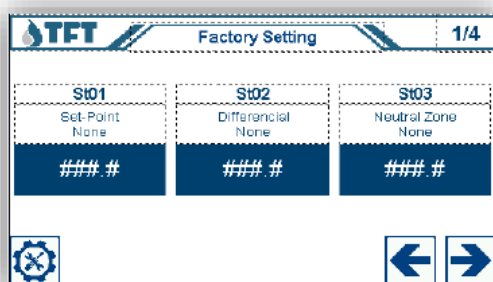 TFT
Factory Setting
1/4
St01
St02
St03
Set-Point
None
Differencial
None
Neutral Zone
None
###.#
###.#
###.#